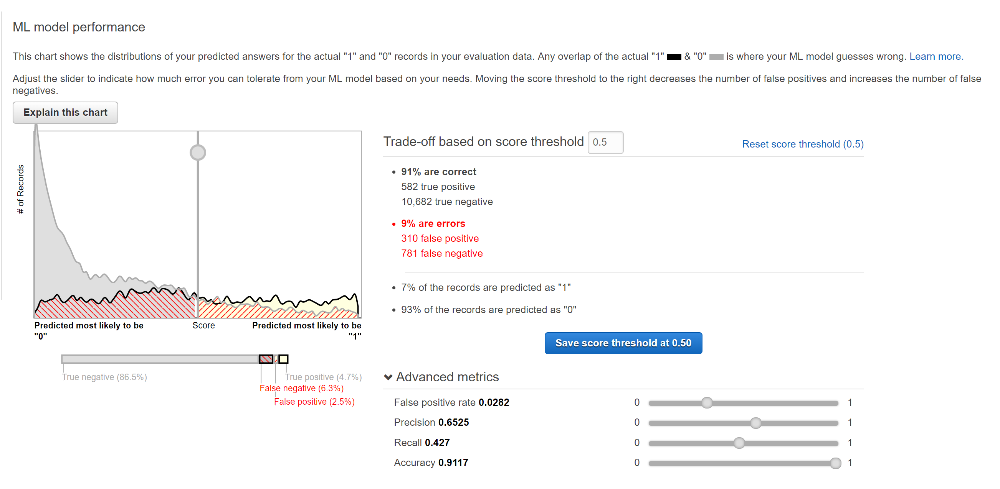 ML model performance
This chart shows the distributions of your predicted answers for the actual "1" and "0" records in your evaluation data. Any overlap of the actual "1" & "0" is where your ML model guesses wrong. Learn more.
Adjust the slider to indicate how much error you can tolerate from your ML model based on your needs. Moving the score threshold to the right decreases the number of false positives and increases the number of false
negatives.
Explain this chart
# of Records
Predicted most likely to be
"0"
Score
Predicted most likely to be
"1"
True negative (86.5%)
True positive (4.7%)
False negative (6.3%)
False positive (2.5%)
Trade-off based on score threshold 0.5
Reset score threshold (0.5)
• 91% are correct
582 true positive
10,682 true negative
• 9% are errors
310 false positive
781 false negative
• 7% of the records are predicted as "1"
• 93% of the records are predicted as "0"
Save score threshold at 0.50
Advanced metrics
False positive rate 0.0282 0 1
Precision 0.6525 0 1
Recall 0.427 0 1
Accuracy 0.9117 0 1